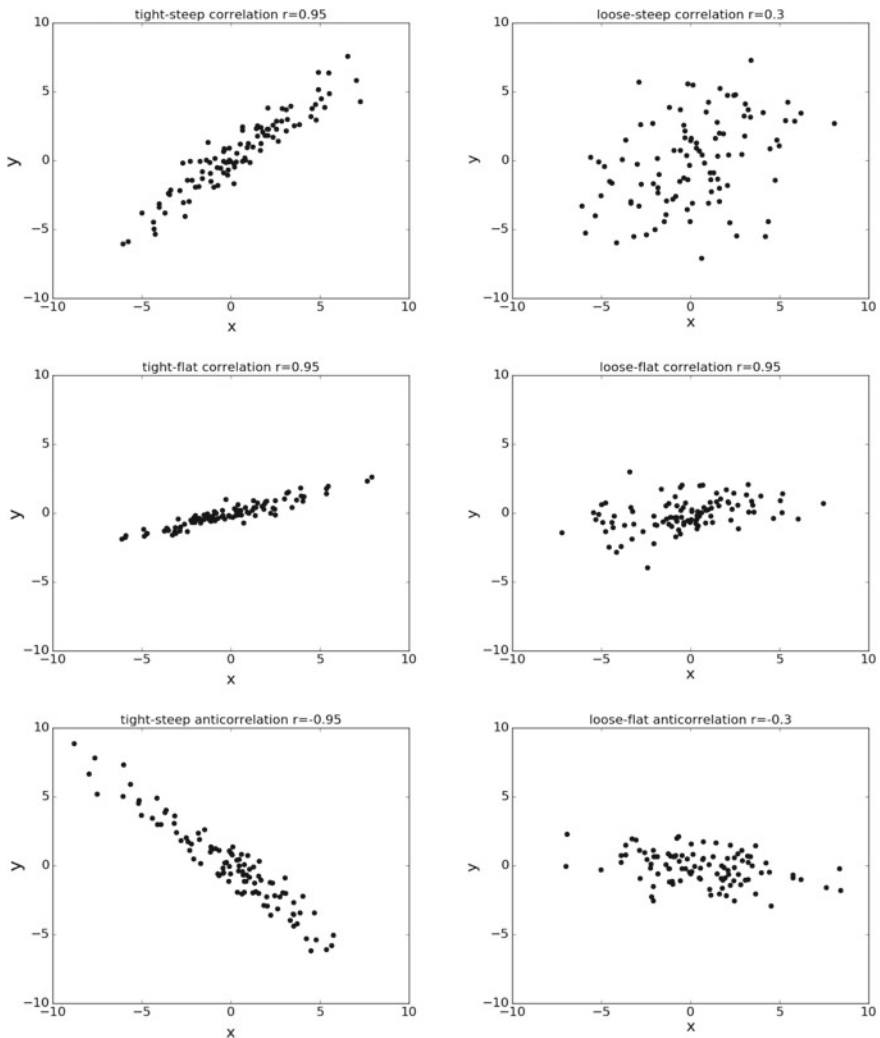 tight-steep correlation r=0.95
10
5
0
−5
−10
y
−10 −5 0 5 10
x
loose-steep correlation r=0.3
10
5
0
−5
−10
y
−10 −5 0 5 10
x
tight-flat correlation r=0.95
10
5
0
−5
−10
y
−10 −5 0 5 10
x
loose-flat correlation r=0.95
10
5
0
−5
−10
y
−10 −5 0 5 10
x
tight-steep anticorrelation r=-0.95
10
5
0
−5
−10
y
−10 −5 0 5 10
x
loose-flat anticorrelation r=-0.3
10
5
0
−5
−10
y
−10 −5 0 5 10
x